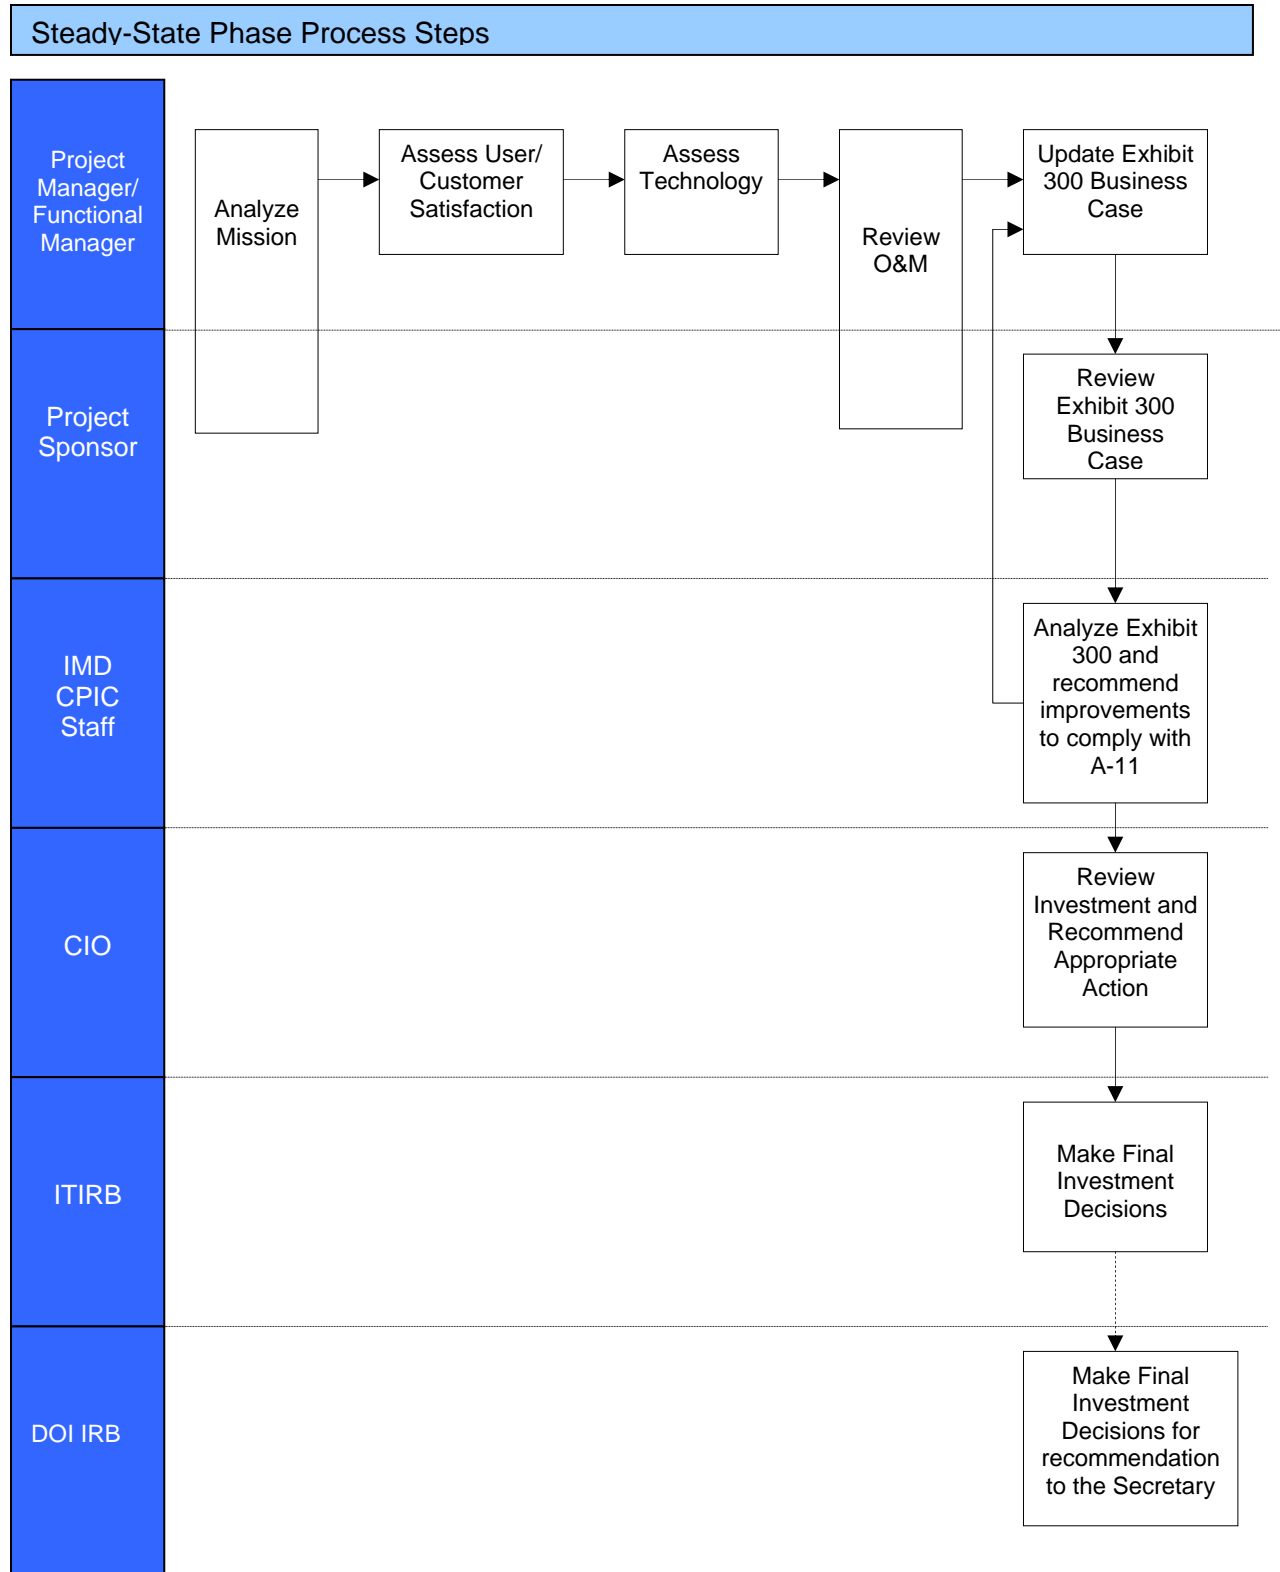 Steady-State Phase Process Steps
Project
Manager/
Functional
Manager
Analyze
Mission
Assess User/
Customer
Satisfaction
Assess
Technology
Review
O&M
Update Exhibit
300 Business
Case
Project
Sponsor
Review
Exhibit 300
Business
Case
IMD
CPIC
Staff
Analyze Exhibit
300 and
recommend
improvements
to comply with
A-11
CIO
Review
Investment and
Recommend
Appropriate
Action
ITIRB
Make Final
Investment
Decisions
DOI IRB
Make Final
Investment
Decisions for
recommendation
to the Secretary